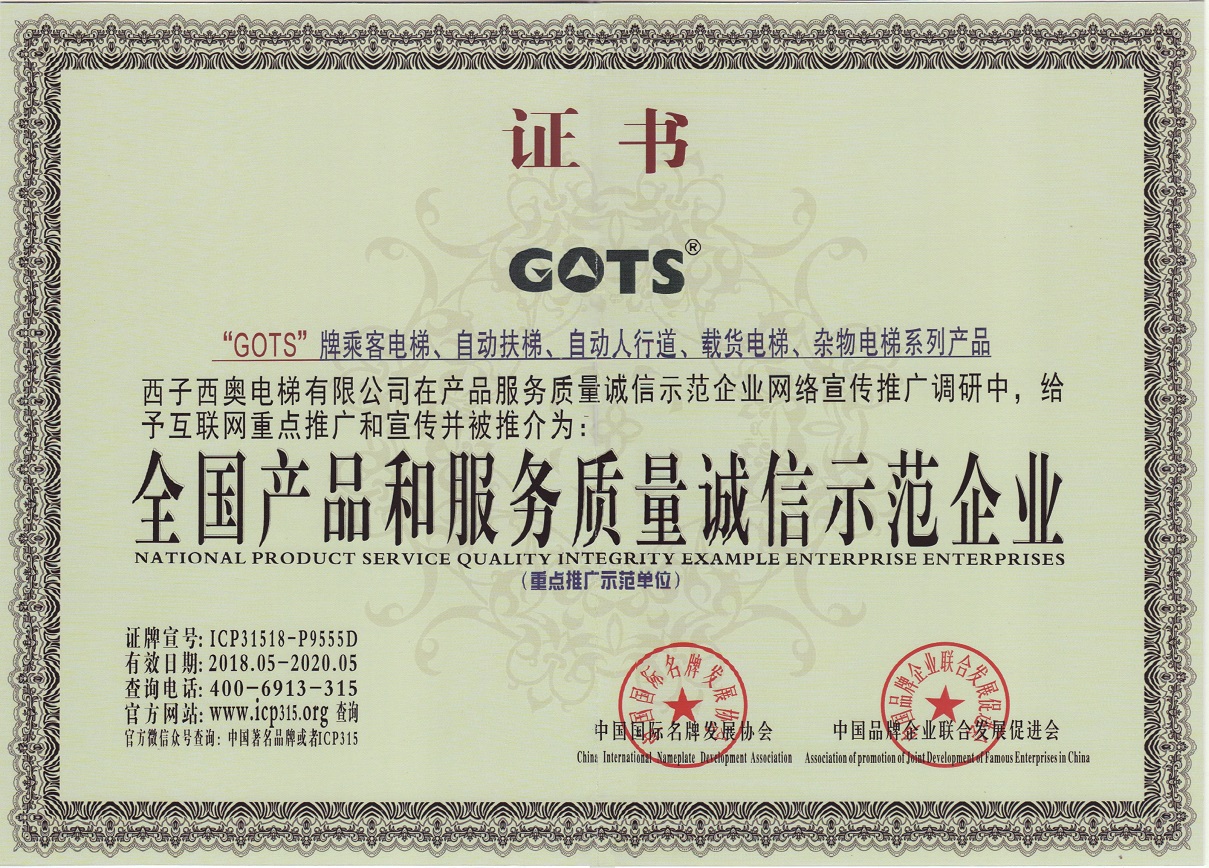 证书
GOTS®
“GOTS”牌乘客电梯、自动扶梯、自动人行道、载货电梯、杂物电梯系列产品
西子西奥电梯有限公司在产品服务质量诚信示范企业网络宣传推广调研中，给
予互联网重点推广和宣传并被推介为：
全国产品和服务质量诚信示范企业
NATIONAL PRODUCT SERVICE QUALITY INTEGRITY EXAMPLE ENTERPRISE ENTERPRISES
（重点推广示范单位）
证牌宣号：ICP31518-P9555D
有效日期：2018.05-2020.05
查询电话：400-6913-315
官方网站：www.icp315.org 查询
官方微信众号查询：中国著名品牌或者ICP315
中国国际名牌发展协会
中国国际名牌发展协会
China International Nameplate Development Association
中国品牌企业联合发展促进会
中国品牌企业联合发展促进会
Association of promotion of Joint Development of Famous Enterprises in China